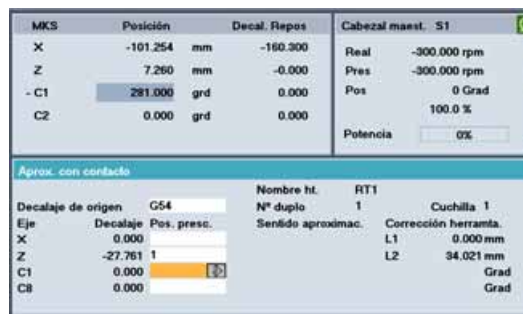 MKS Posición Decal. Repos
X -101.254 mm -160.300
Z 7.260 mm -0.000
- C1 281.000 grd 0.000
C2 0.000 grd 0.000
Cabezal maest. S1
Real -300.000 rpm
Pres -300.000 rpm
Pos 0 Grad
100.0 %
Potencia 0%
Aprox. con contacto
Nombre ht. RT1
Decalaje de origen G54 Nº duplo 1 Cuchilla 1
Eje Decalaje Pos. presc. Sentido aproximac. Corrección herramta.
X 0.000 L1 0.000 mm
Z -27.761 1 L2 34.021 mm
C1 0.000 Grad
C8 0.000 Grad